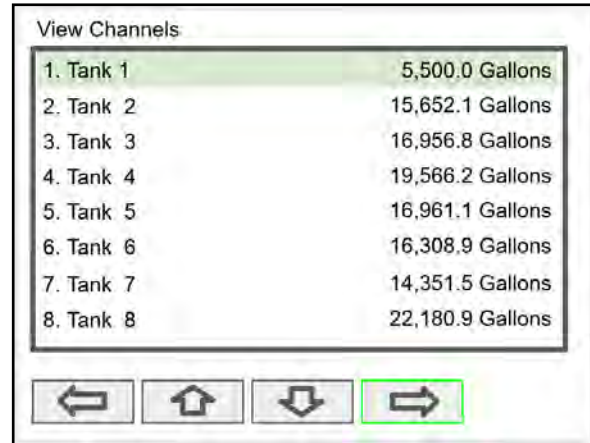 View Channels
1. Tank 1 5,500.0 Gallons
2. Tank 2 15,652.1 Gallons
3. Tank 3 16,956.8 Gallons
4. Tank 4 19,566.2 Gallons
5. Tank 5 16,961.1 Gallons
6. Tank 6 16,308.9 Gallons
7. Tank 7 14,351.5 Gallons
8. Tank 8 22,180.9 Gallons